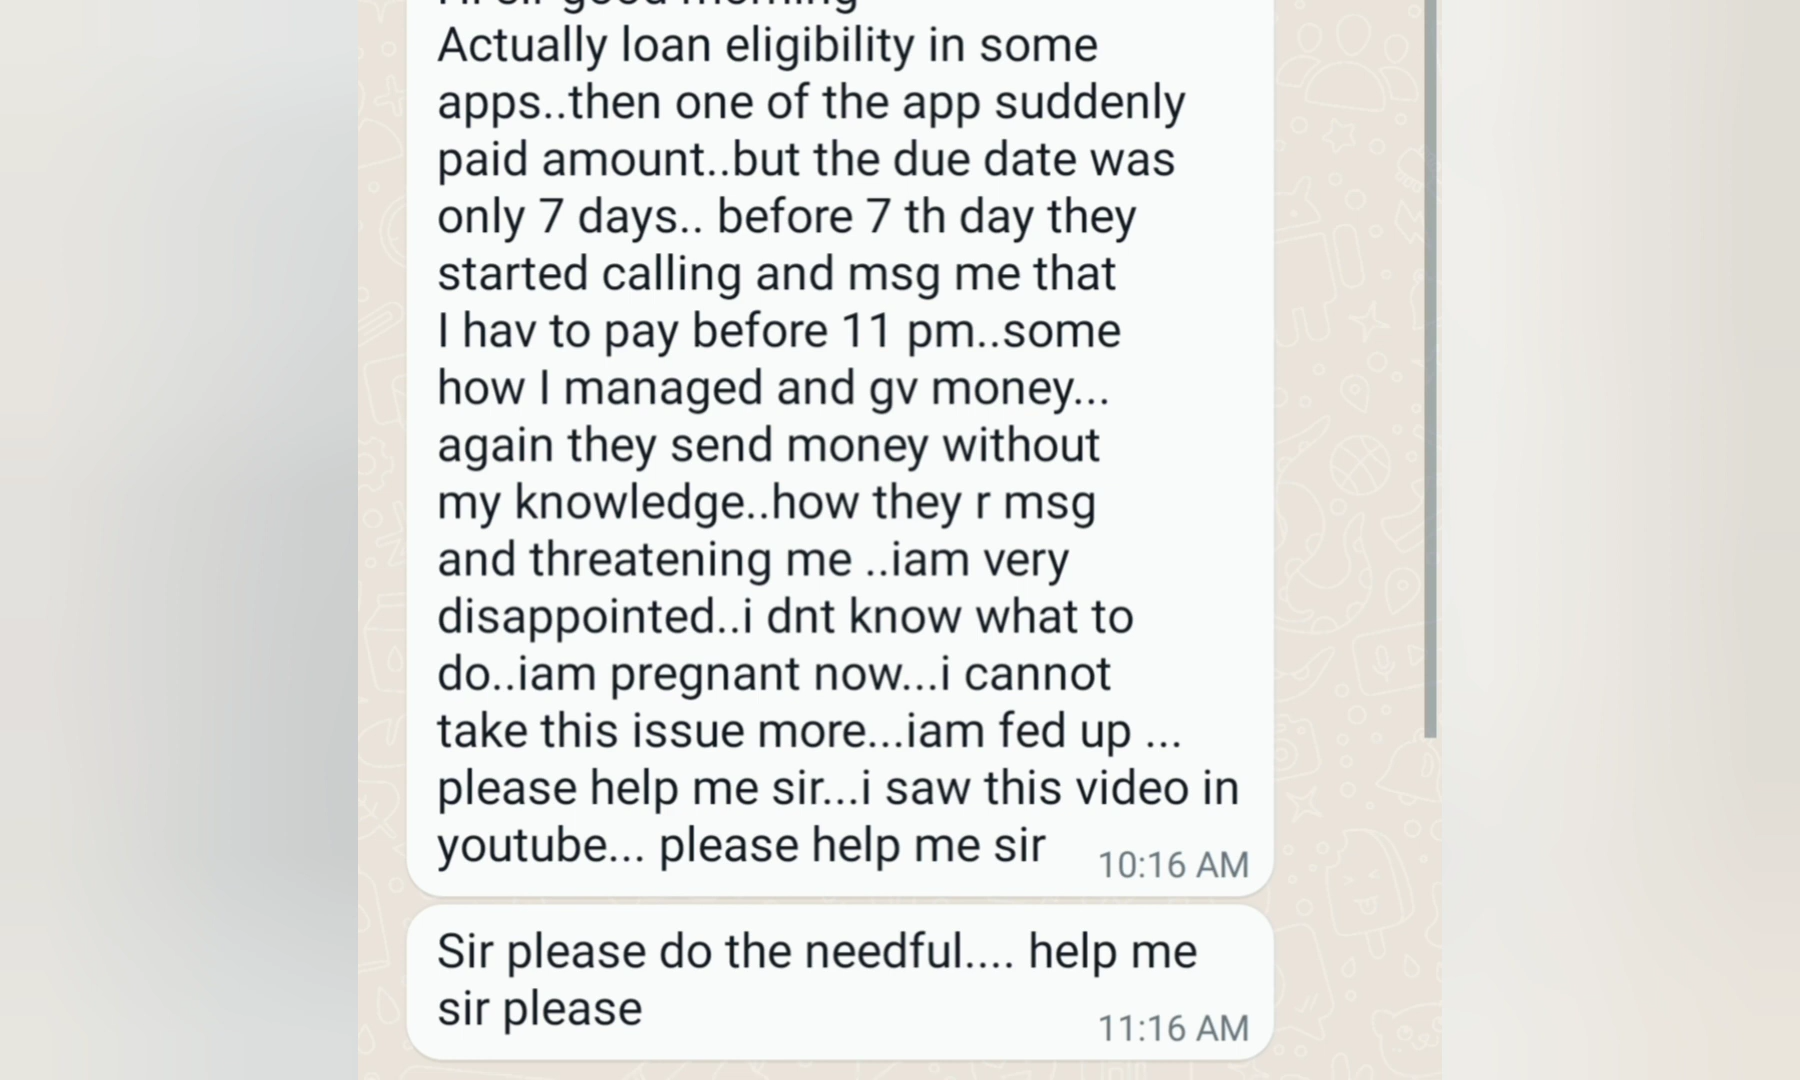 Hi sir good morning
Actually loan eligibility in some
apps..then one of the app suddenly
paid amount..but the due date was
only 7 days.. before 7 th day they
started calling and msg me that
I hav to pay before 11 pm..some
how I managed and gv money...
again they send money without
my knowledge..how they r msg
and threatening me ..iam very
disappointed..i dnt know what to
do..iam pregnant now...i cannot
take this issue more...iam fed up ...
please help me sir...i saw this video in
youtube... please help me sir
10:16 AM
Sir please do the needful.... help me
sir please
11:16 AM